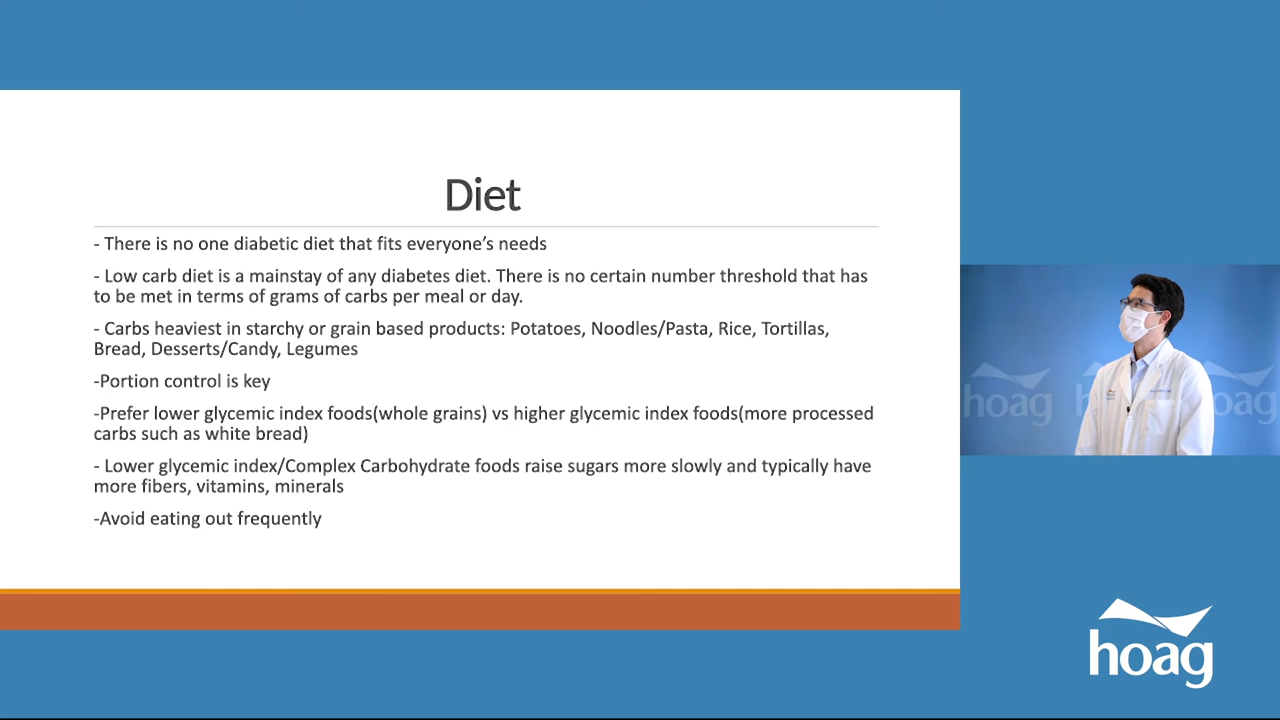 Diet
- There is no one diabetic diet that fits everyone's needs
- Low carb diet is a mainstay of any diabetes diet. There is no certain number threshold that has
to be met in terms of grams of carbs per meal or day.
- Carbs heaviest in starchy or grain based products: Potatoes, Noodles/Pasta, Rice, Tortillas,
Bread, Desserts/Candy, Legumes
-Portion control is key
-Prefer lower glycemic index foods(whole grains) vs higher glycemic index foods(more processed
carbs such as white bread)
- Lower glycemic index/Complex Carbohydrate foods raise sugars more slowly and typically have
more fibers, vitamins, minerals
-Avoid eating out frequently
hoag
hoag